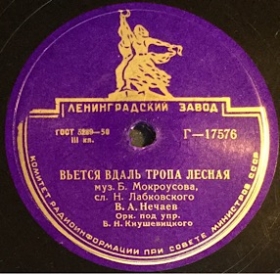 ЛЕНИНГРАДСКИЙ ЗАВОД
ГОСТ 5289-50
III кл.
Г—17576
ВЬЕТСЯ ВДАЛЬ ТРОПА ЛЕСНАЯ
муз. Б. Мокроусова,
сл. Н. Лабковского
В. А. Нечаев
Орк. под упр.
Б. Н. Кнушевицкого
КОМИТЕТ РАДИОИНФОРМАЦИИ ПРИ СОВЕТЕ МИНИСТРОВ СССР